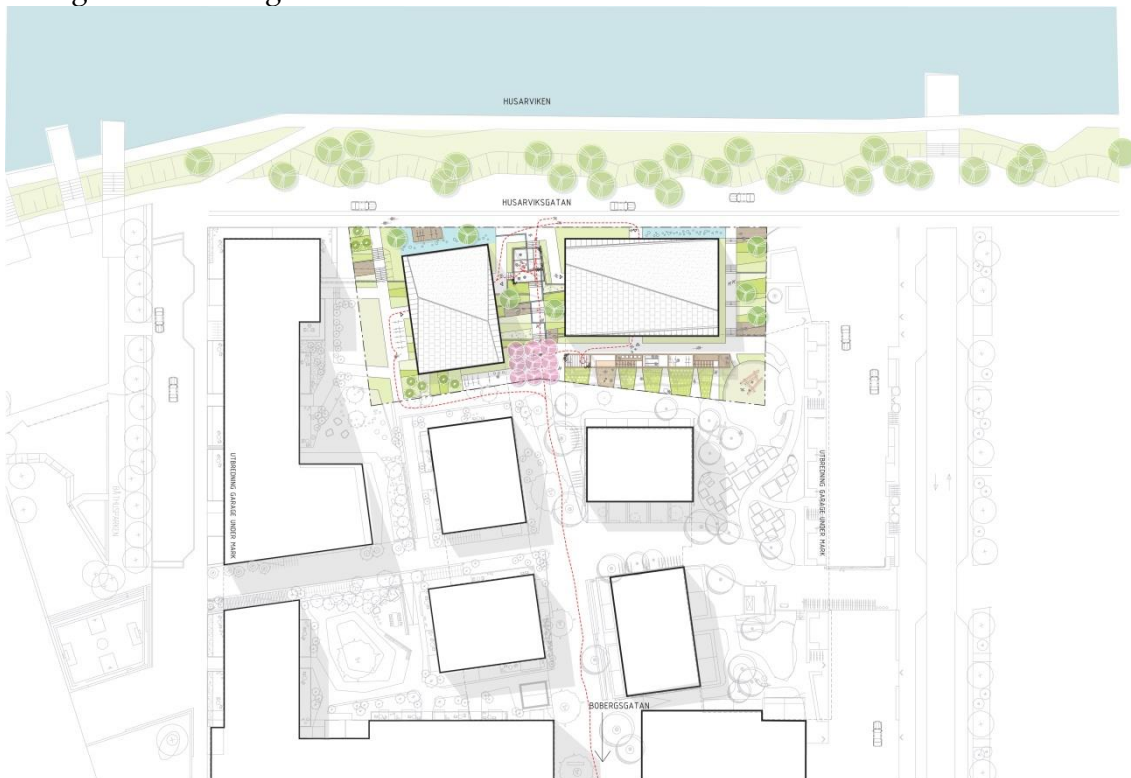 HUSARVIKEN
HUSARVIKSGATAN
UTBREDNING GARAGE UNDER MARK
UTBREDNING GARAGE UNDER MARK
BOBERGSGATAN